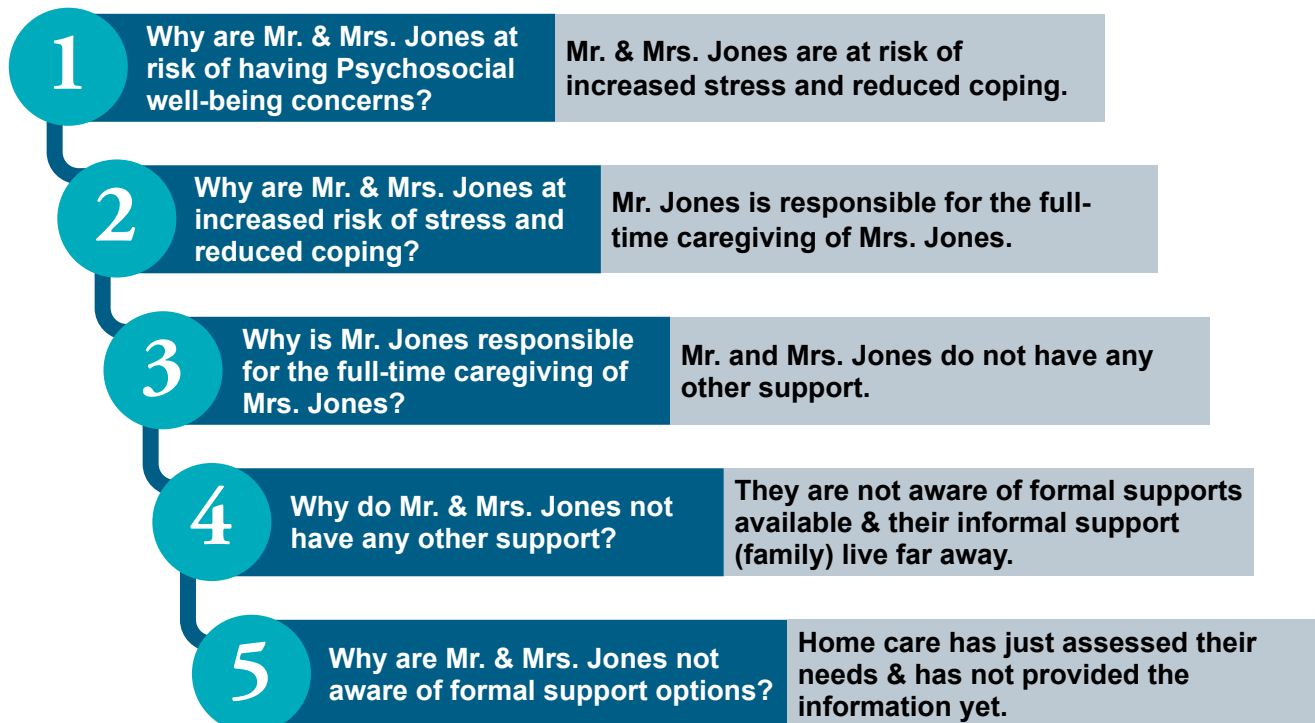 1
Why are Mr. & Mrs. Jones at
risk of having Psychosocial
well-being concerns?
Mr. & Mrs. Jones are at risk of
increased stress and reduced coping.
2
Why are Mr. & Mrs. Jones at
increased risk of stress and
reduced coping?
Mr. Jones is responsible for the full-
time caregiving of Mrs. Jones.
3
Why is Mr. Jones responsible
for the full-time caregiving of
Mrs. Jones?
Mr. and Mrs. Jones do not have any
other support.
4
Why do Mr. & Mrs. Jones not
have any other support?
They are not aware of formal supports
available & their informal support
(family) live far away.
5
Why are Mr. & Mrs. Jones not
aware of formal support options?
Home care has just assessed their
needs & has not provided the
information yet.